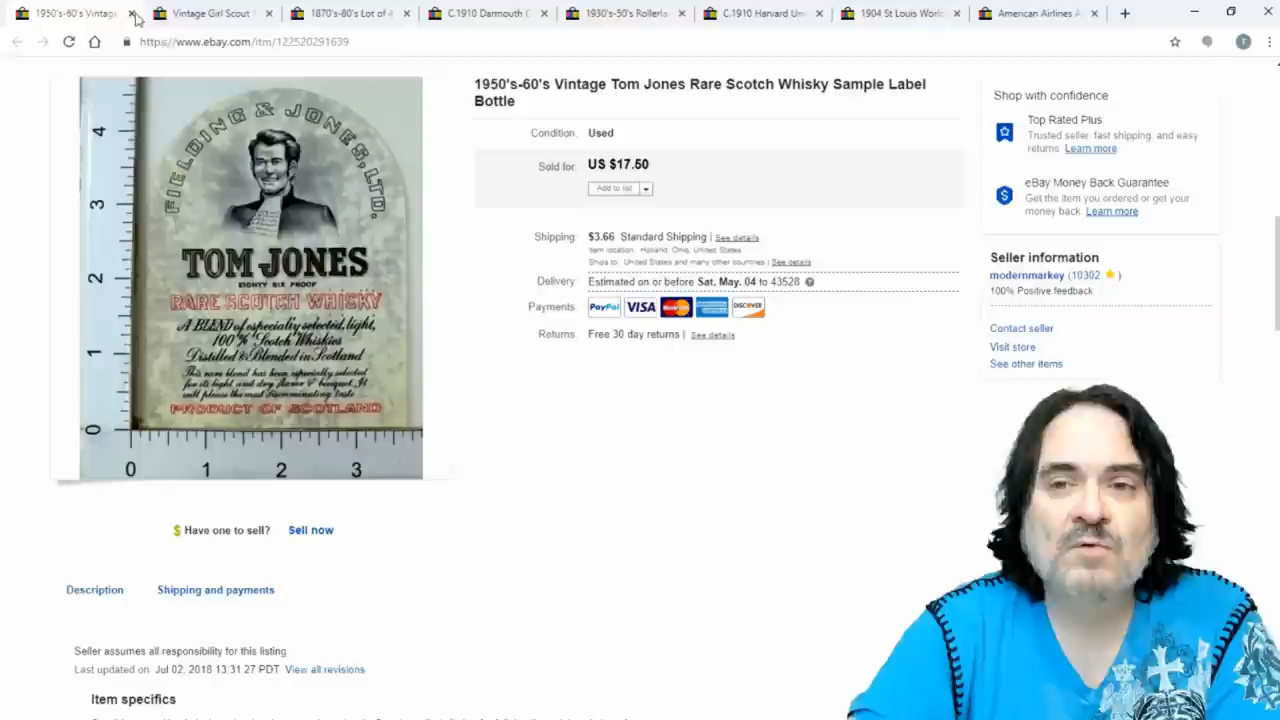 1950's-60's Vintage
Vintage Girl Scout
1870's-80's Lot of
C.1910 Darmouth C
1930's-50's Rollerla
C.1910 Harvard Un
1904 St Louis World
American Airlines A
https://www.ebay.com/itm/122520291639
T
FIELDING & JONES, LTD.
TOM JONES
EIGHTY SIX PROOF
RARE SCOTCH WHISKY
A BLEND of especially selected, light,
100% Scotch Whiskies
Distilled & Blended in Scotland
This rare blend has been especially selected
for its light and dry flavor & bouquet. It
will please the most discriminating taste
PRODUCT OF SCOTLAND
4
3
2
1
0
0 1 2 3
$ Have one to sell? Sell now
1950's-60's Vintage Tom Jones Rare Scotch Whisky Sample Label
Bottle
Condition: Used
Sold for: US $17.50
Add to list
Shipping: $3.66 Standard Shipping | See details
Item location: Holland, Ohio, United States
Ships to: United States and many other countries | See details
Delivery: Estimated on or before Sat. May. 04 to 43528
Payments: PayPal VISA MasterCard DISCOVER
Returns: Free 30 day returns | See details
Shop with confidence
Top Rated Plus
Trusted seller, fast shipping, and easy
returns. Learn more
eBay Money Back Guarantee
Get the item you ordered or get your
money back. Learn more
Seller information
modernmarkey (10302 )
100% Positive feedback
Contact seller
Visit store
See other items
Description Shipping and payments
Seller assumes all responsibility for this listing.
Last updated on Jul 02, 2018 13:31:27 PDT View all revisions
Item specifics